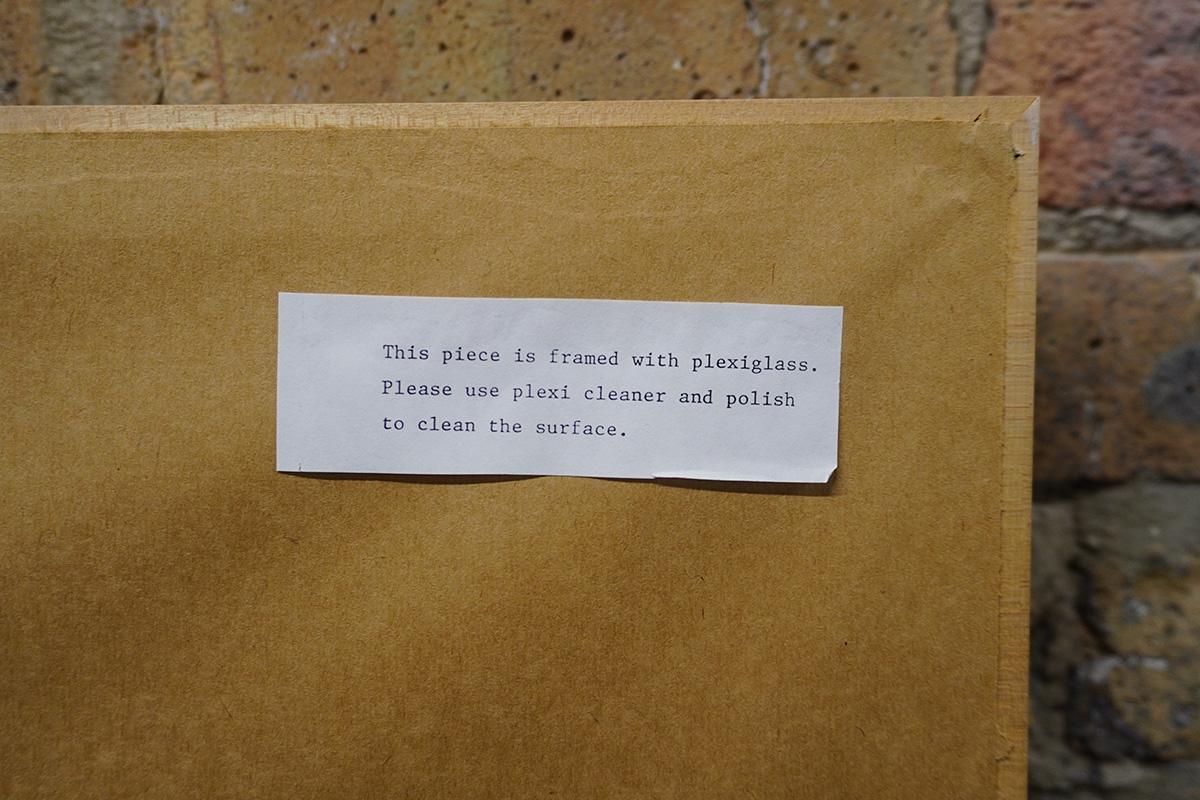 This piece is framed with plexiglass.
Please use plexi cleaner and polish
to clean the surface.